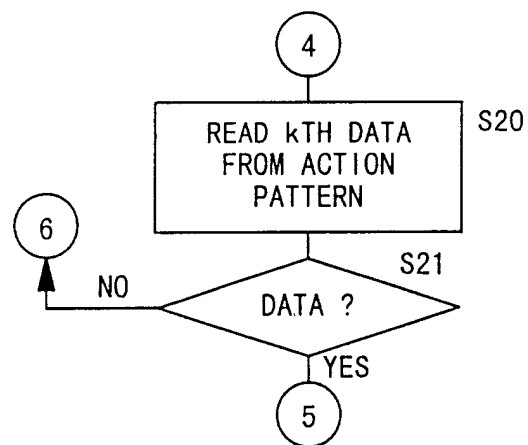 4
READ kTH DATA
FROM ACTION
PATTERN
S20
6
S21
NO
DATA ?
YES
5